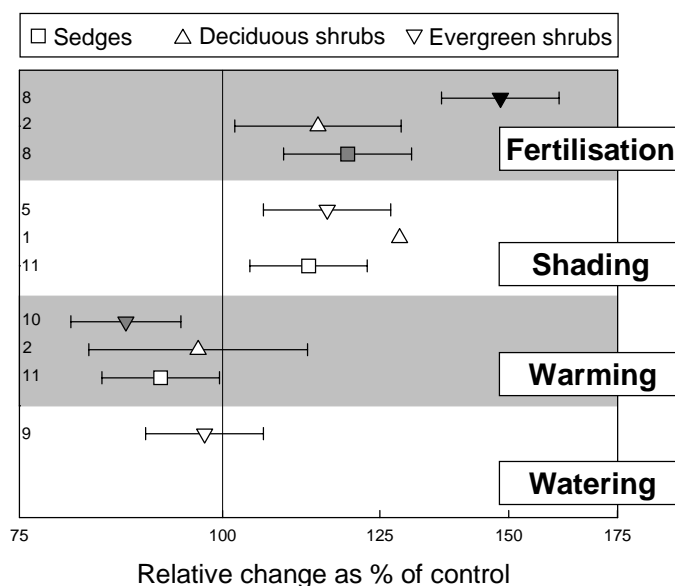 Sedges Deciduous shrubs Evergreen shrubs
8
2
8
Fertilisation
5
1
11
Shading
10
2
11
Warming
9
Watering
75 100 125 150 175
Relative change as % of control